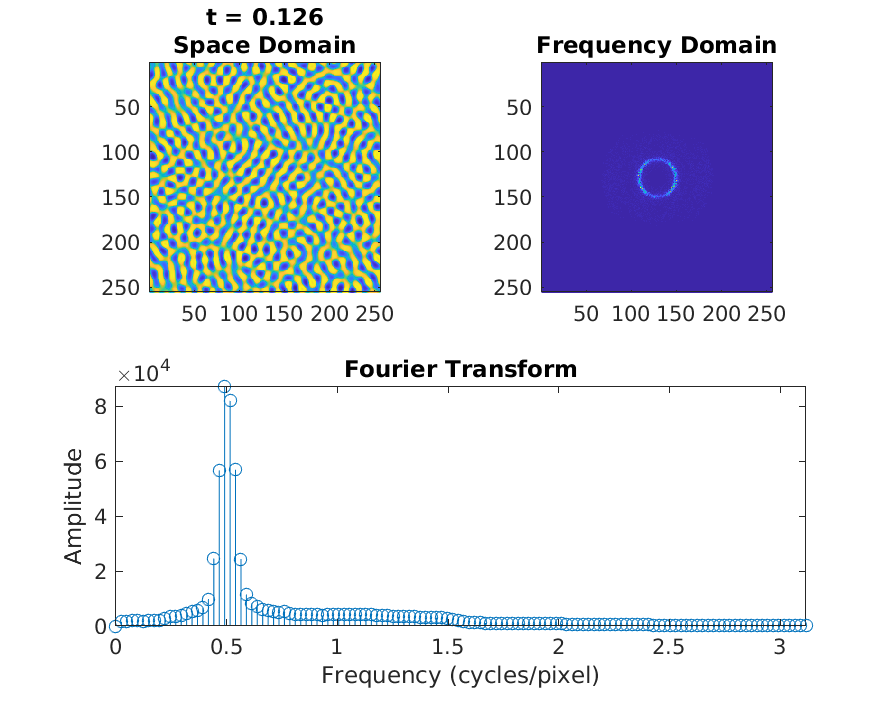 t = 0.126
Space Domain
Frequency Domain
50
100
150
200
250
50 100 150 200 250
50
100
150
200
250
50 100 150 200 250
Fourier Transform
×10⁴
8
6
4
2
0
Amplitude
0 0.5 1 1.5 2 2.5 3
Frequency (cycles/pixel)